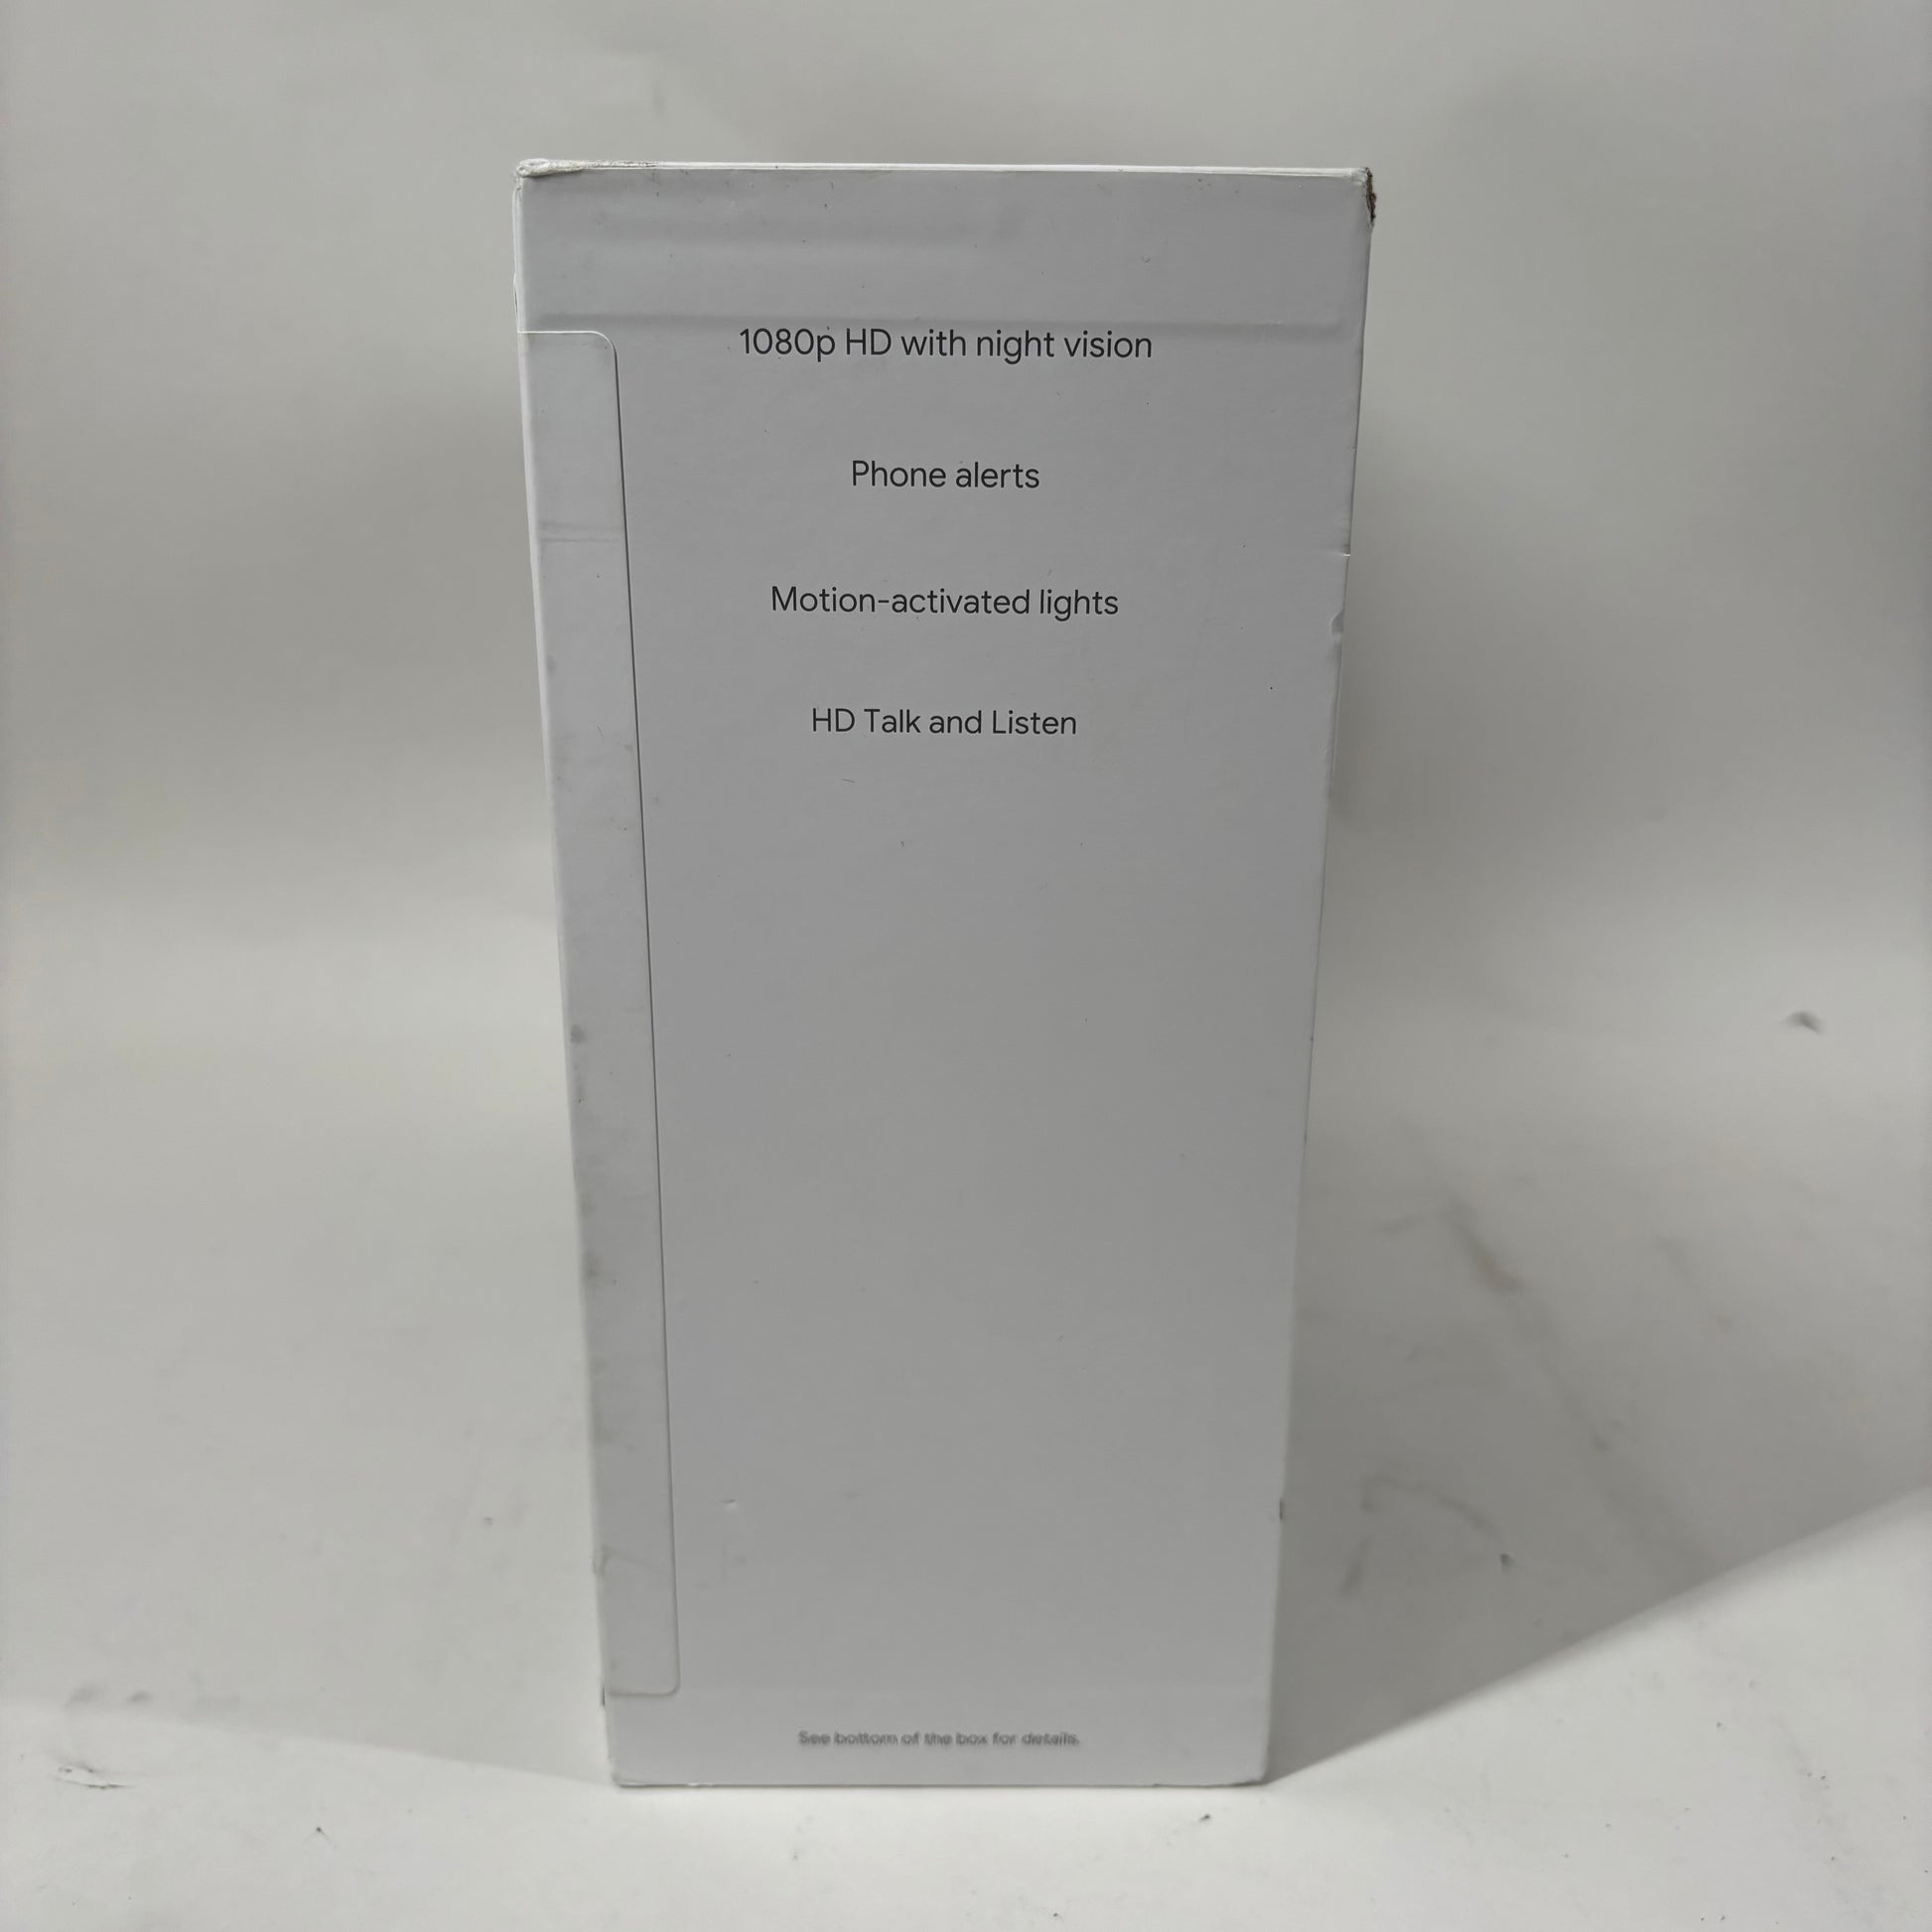 1080p HD with night vision
Phone alerts
Motion-activated lights
HD Talk and Listen
See bottom of the box for details.